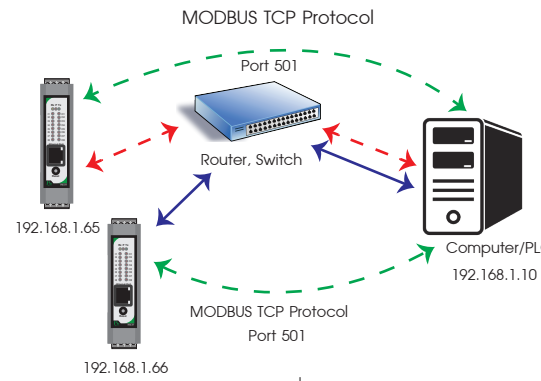 MODBUS TCP Protocol
Port 501
Router, Switch
192.168.1.65
Computer/PL
192.168.1.10
MODBUS TCP Protocol
Port 501
192.168.1.66